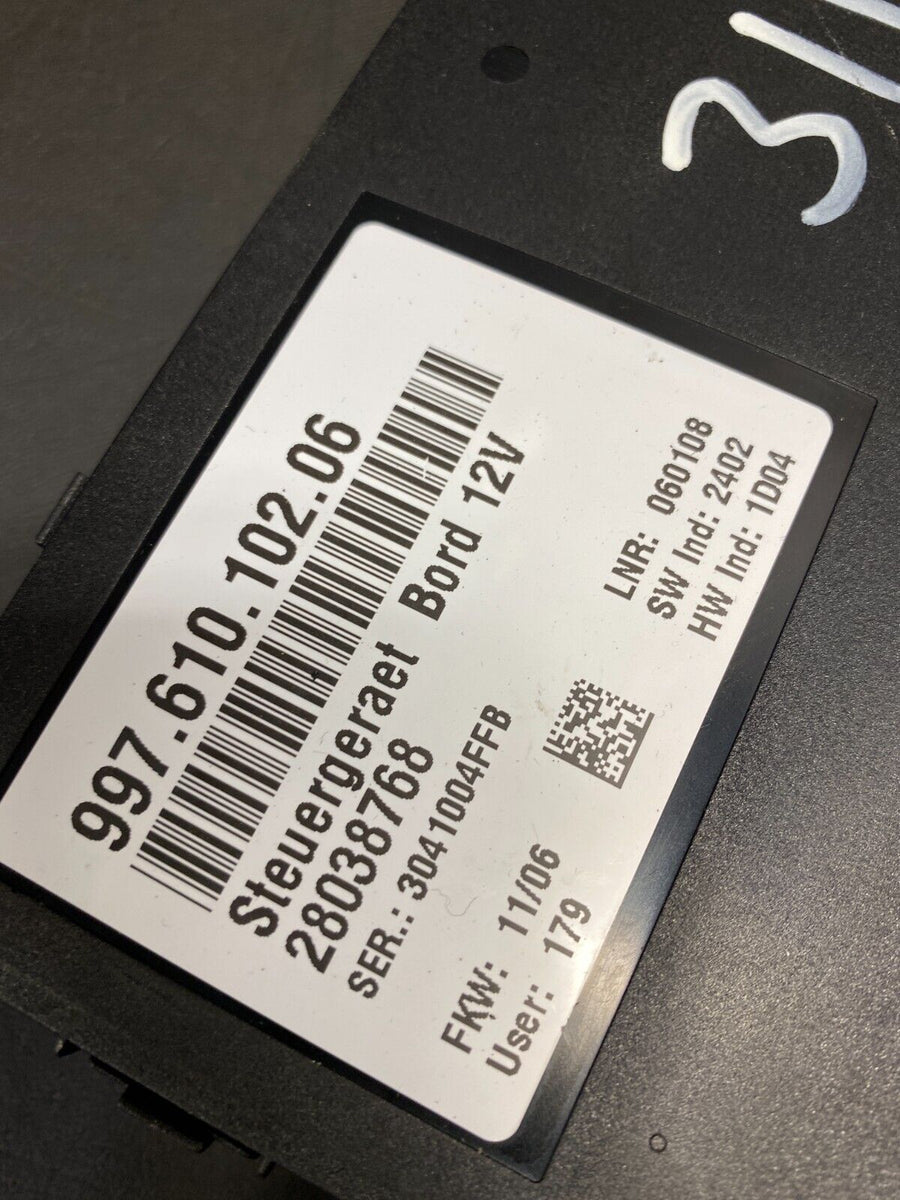 311
997.610.102.06
Steuergeraet Bord 12V
28038768
SER.: 3041004FFB
LNR: 060108
SW Ind: 2402
HW Ind: 1D04
FKW: 11/06
User: 179